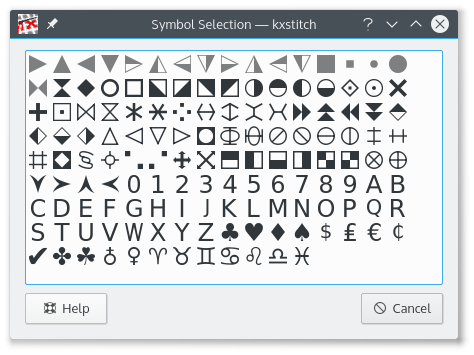 Symbol Selection — kxstitch
0 1 2 3 4 5 6 7 8 9 A B
C D E F G H I J K L M N O P Q R
S T U V W X Y Z ♣ ♥ ♦ ♠ $ ₤ € ¢
✔ ✤ ☘ ♁ ♀ ♈ ♉ ♊ ♋ ♌ ♎ ♓
Help Cancel